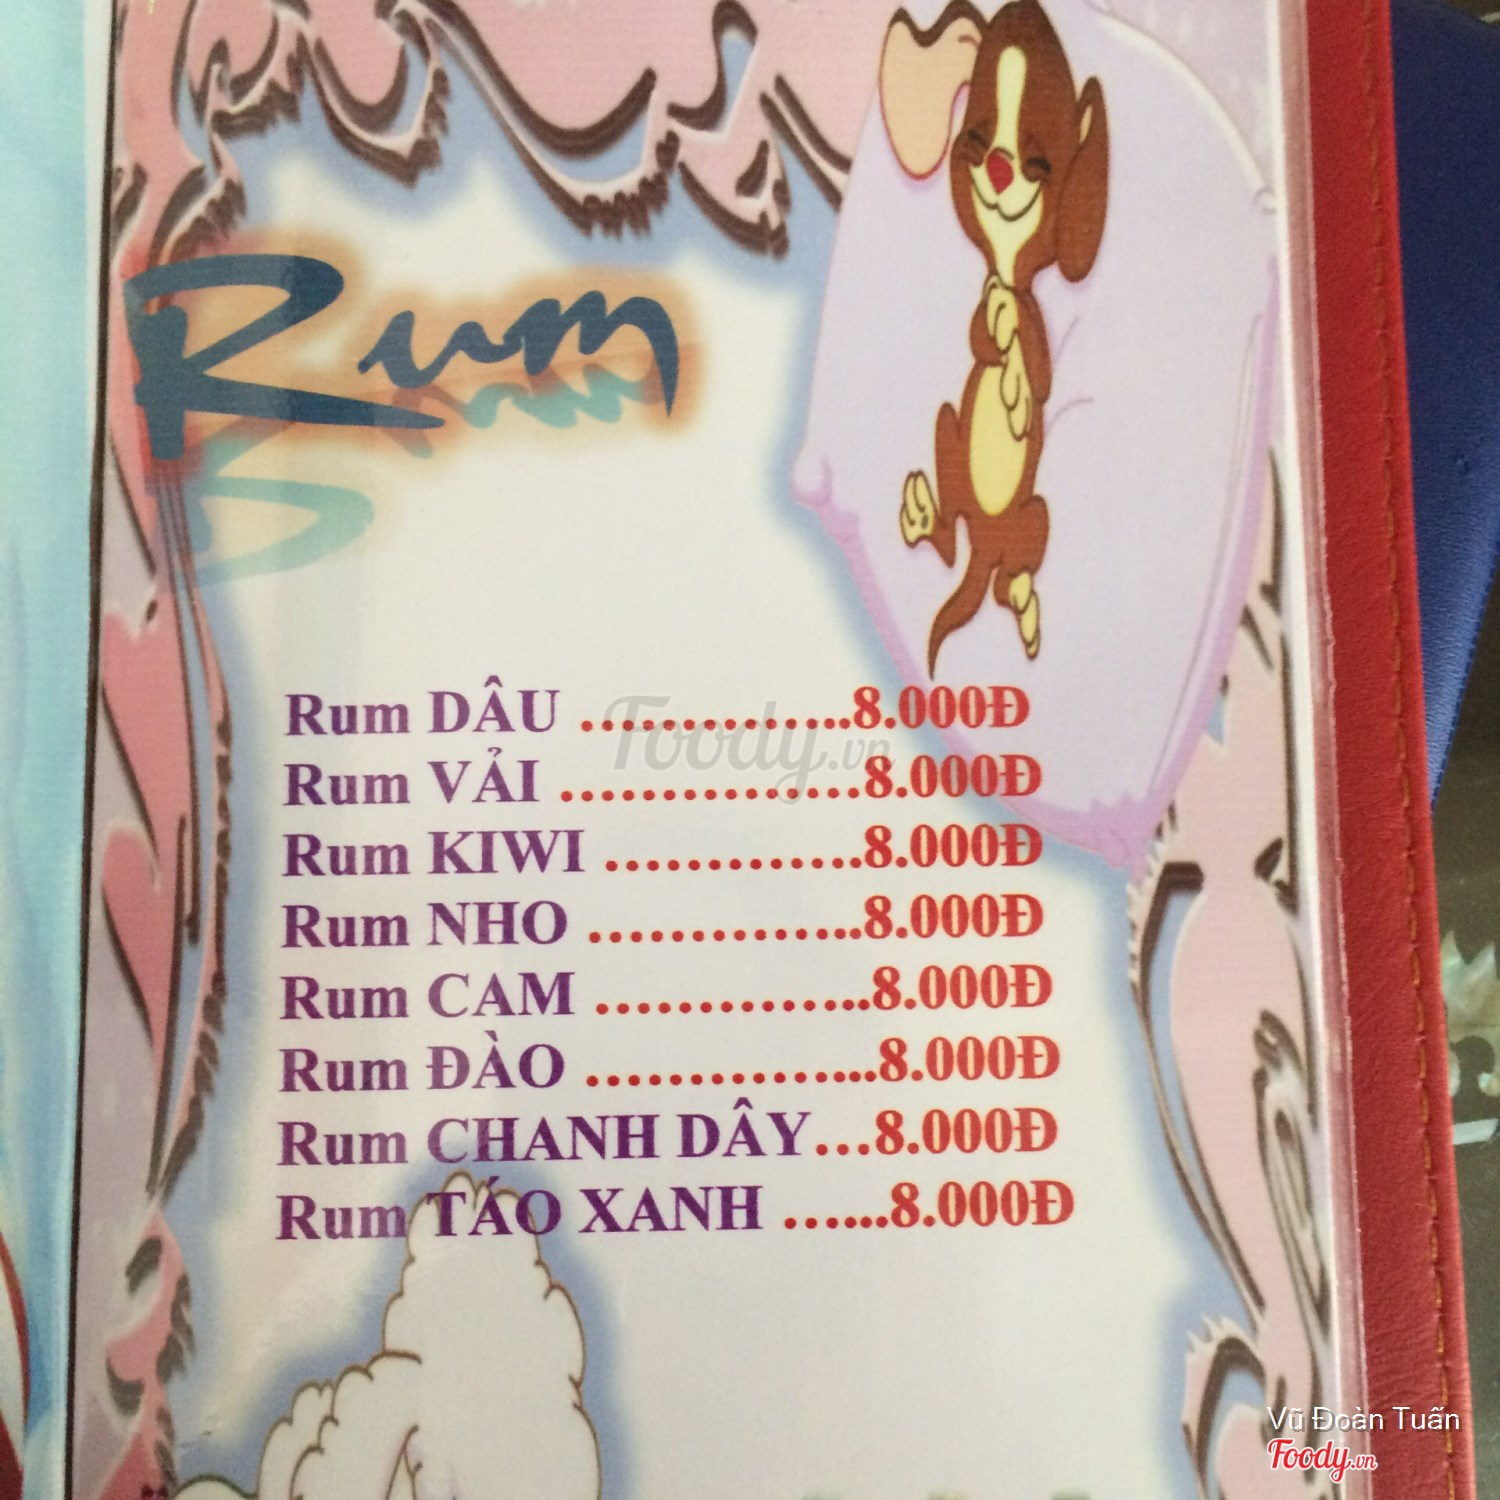 Rum
Rum DÂU ..............8.000Đ
Rum VẢI ................8.000Đ
Rum KIWI .............8.000Đ
Rum NHO ..............8.000Đ
Rum CAM ..............8.000Đ
Rum ĐÀO ...............8.000Đ
Rum CHANH DÂY...8.000Đ
Rum TÁO XANH ......8.000Đ
Foody.vn
Vũ Đoàn Tuấn
Foody.vn